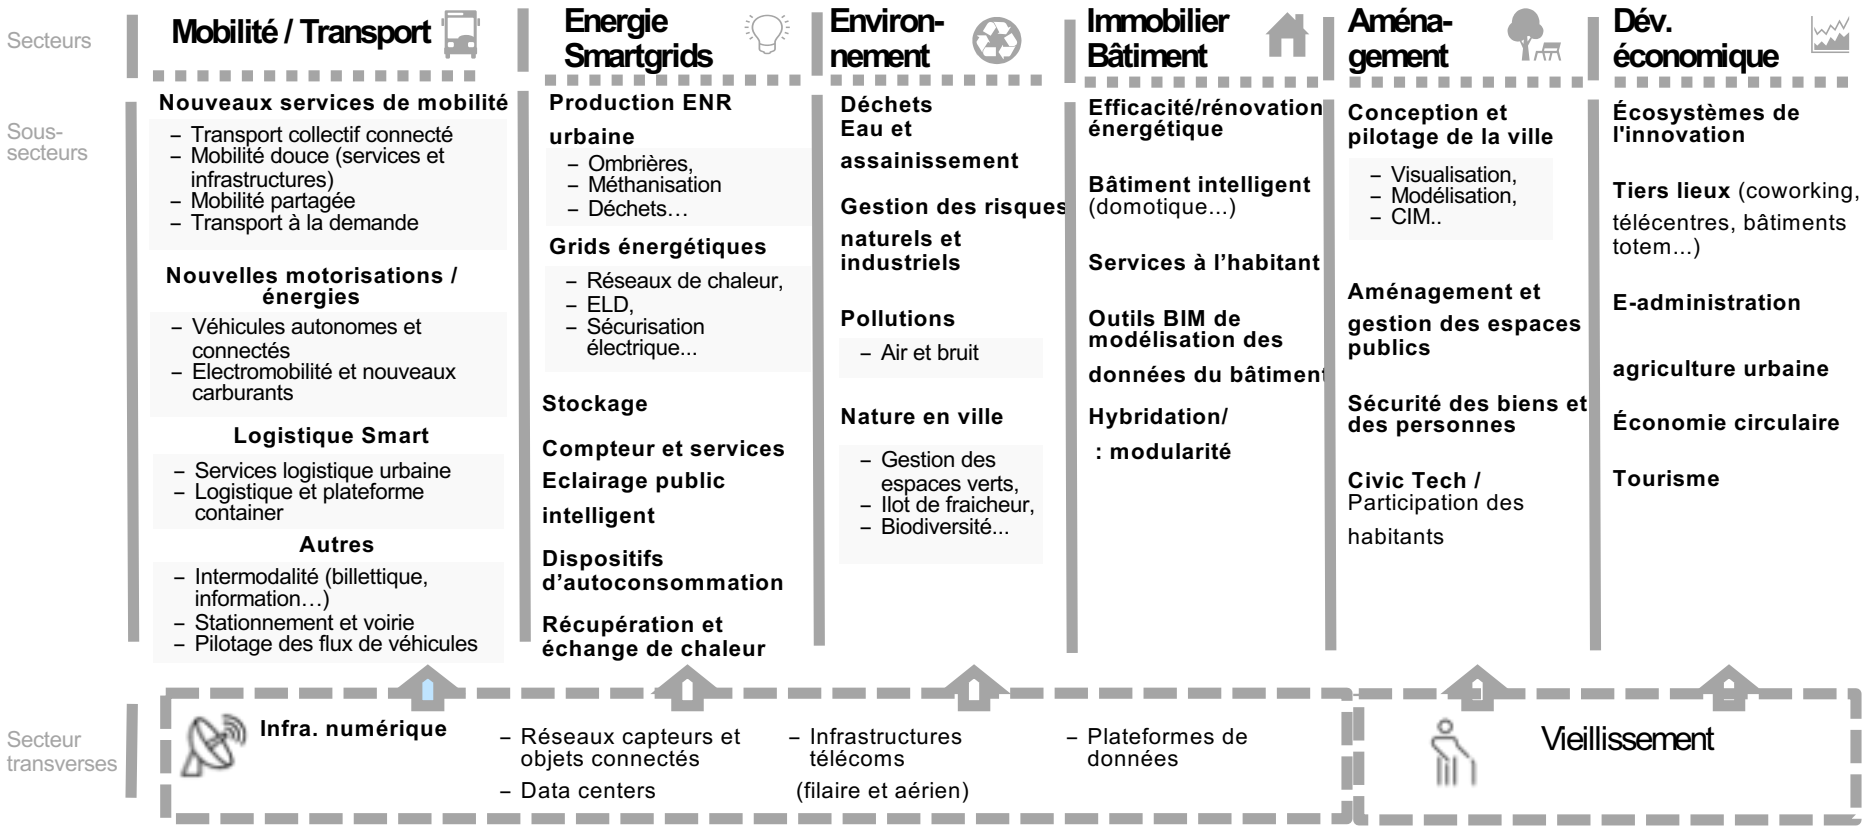 Secteurs
Mobilité / Transport
Energie
Smartgrids
Environ-
nement
Immobilier
Bâtiment
Aména-
gement
Dév.
économique
Sous-
secteurs
Nouveaux services de mobilité
– Transport collectif connecté
– Mobilité douce (services et
infrastructures)
– Mobilité partagée
– Transport à la demande
Nouvelles motorisations /
énergies
– Véhicules autonomes et
connectés
– Electromobilité et nouveaux
carburants
Logistique Smart
– Services logistique urbaine
– Logistique et plateforme
container
Autres
– Intermodalité (billettique,
information…)
– Stationnement et voirie
– Pilotage des flux de véhicules
Production ENR
urbaine
– Ombrières,
– Méthanisation
– Déchets…
Grids énergétiques
– Réseaux de chaleur,
– ELD,
– Sécurisation
électrique...
Stockage
Compteur et services
Eclairage public
intelligent
Dispositifs
d'autoconsommation
Récupération et
échange de chaleur
Déchets
Eau et
assainissement
Gestion des risques
naturels et
industriels
Pollutions
– Air et bruit
Nature en ville
– Gestion des
espaces verts,
– Ilot de fraicheur,
– Biodiversité...
Efficacité/rénovation
énergétique
Bâtiment intelligent
(domotique...)
Services à l’habitant
Outils BIM de
modélisation des
données du bâtiment
Hybridation/
: modularité
Conception et
pilotage de la ville
– Visualisation,
– Modélisation,
– CIM..
Aménagement et
gestion des espaces
publics
Sécurité des biens et
des personnes
Civic Tech /
Participation des
habitants
Écosystèmes de
l'innovation
Tiers lieux (coworking,
télécentres, bâtiments
totem...)
E-administration
agriculture urbaine
Économie circulaire
Tourisme
Secteur
transverses
Infra. numérique
– Réseaux capteurs et
objets connectés
– Data centers
– Infrastructures
télécoms
(filaire et aérien)
– Plateformes de
données
Vieillissement